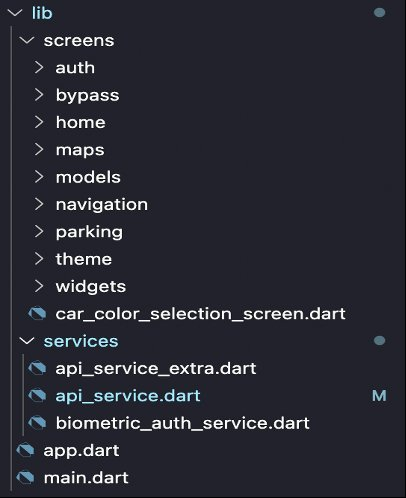 lib
screens
auth
bypass
home
maps
models
navigation
parking
theme
widgets
car_color_selection_screen.dart
services
api_service_extra.dart
api_service.dart M
biometric_auth_service.dart
app.dart
main.dart